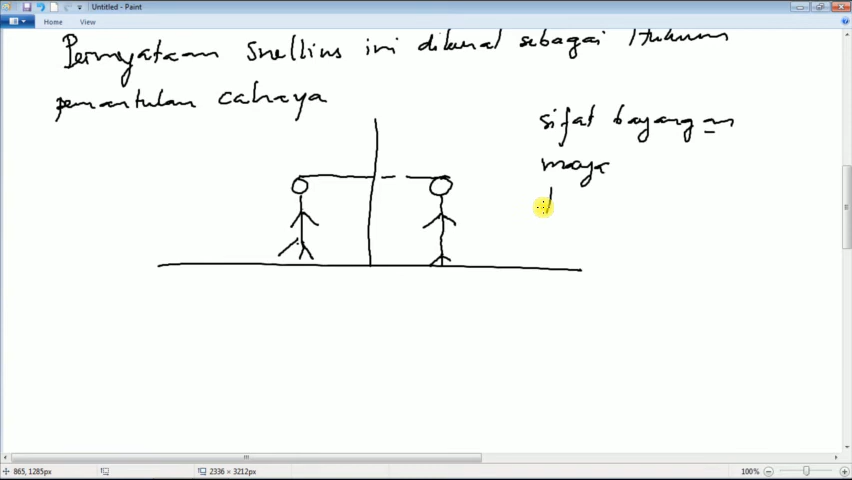 Untitled - Paint
Home View
Pernyataan Snellius ini dikenal sebagai Hukum
pemantulan cahaya
sifat bayangan
maya
865, 1285px
2336 × 3212px
100%